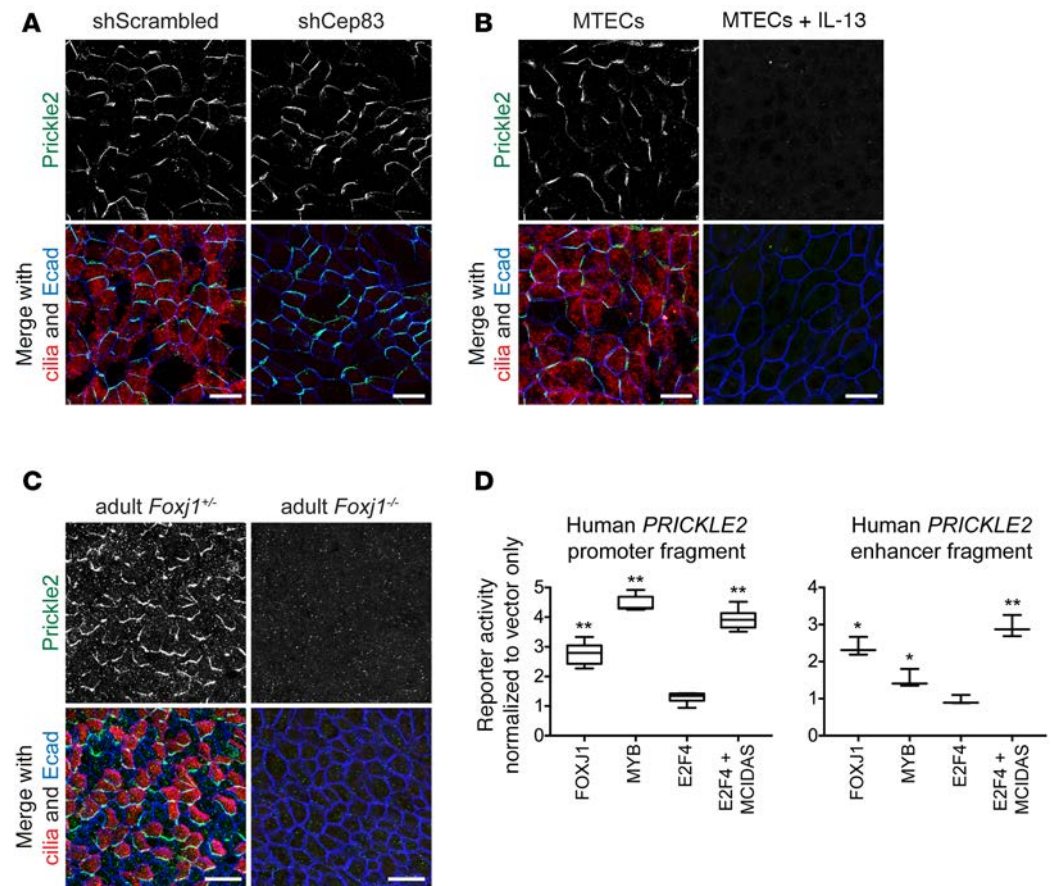 A
shScrambled
shCep83
Prickle2
Merge with
cilia and Ecad
B
MTECs
MTECs + IL-13
Prickle2
Merge with
cilia and Ecad
C
adult Foxj1+/-
adult Foxj1-/-
Prickle2
Merge with
cilia and Ecad
D
Human PRICKLE2
promoter fragment
Reporter activity
normalized to vector only
5
4
3
2
1
0
**
**
**
FOXJ1
MYB
E2F4
E2F4 +
MCIDAS
Human PRICKLE2
enhancer fragment
4
3
2
1
0
*
*
**
FOXJ1
MYB
E2F4
E2F4 +
MCIDAS